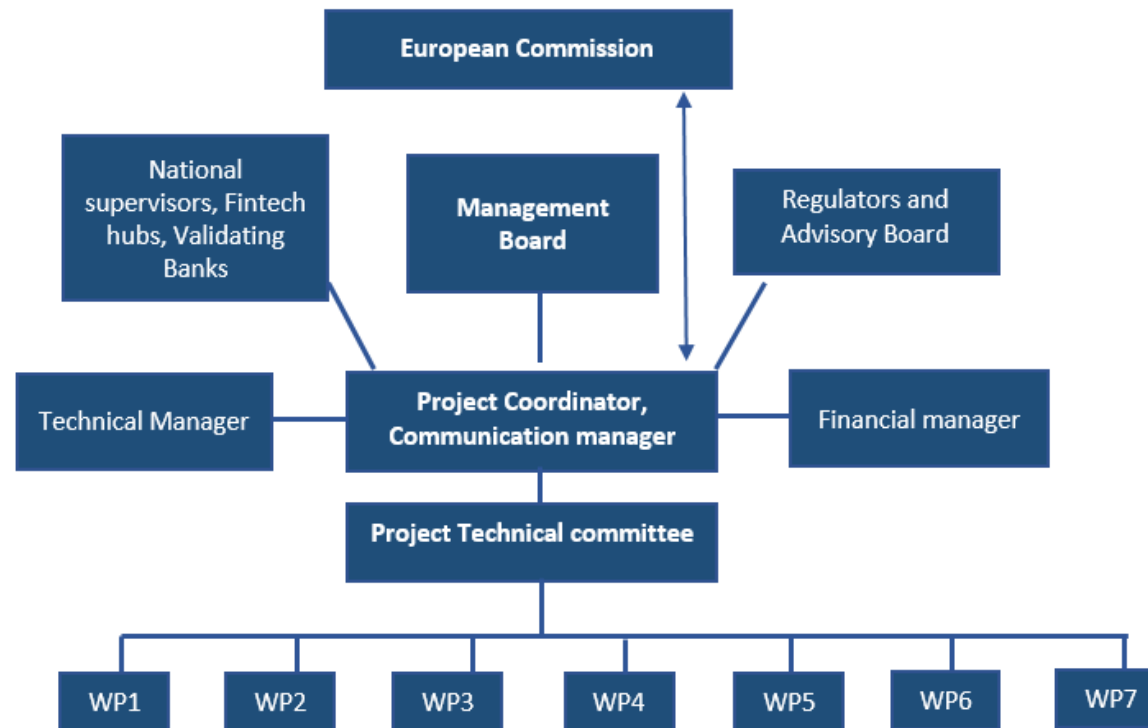 European Commission
National
supervisors, Fintech
hubs, Validating
Banks
Management
Board
Regulators and
Advisory Board
Technical Manager
Project Coordinator,
Communication manager
Financial manager
Project Technical committee
WP1
WP2
WP3
WP4
WP5
WP6
WP7